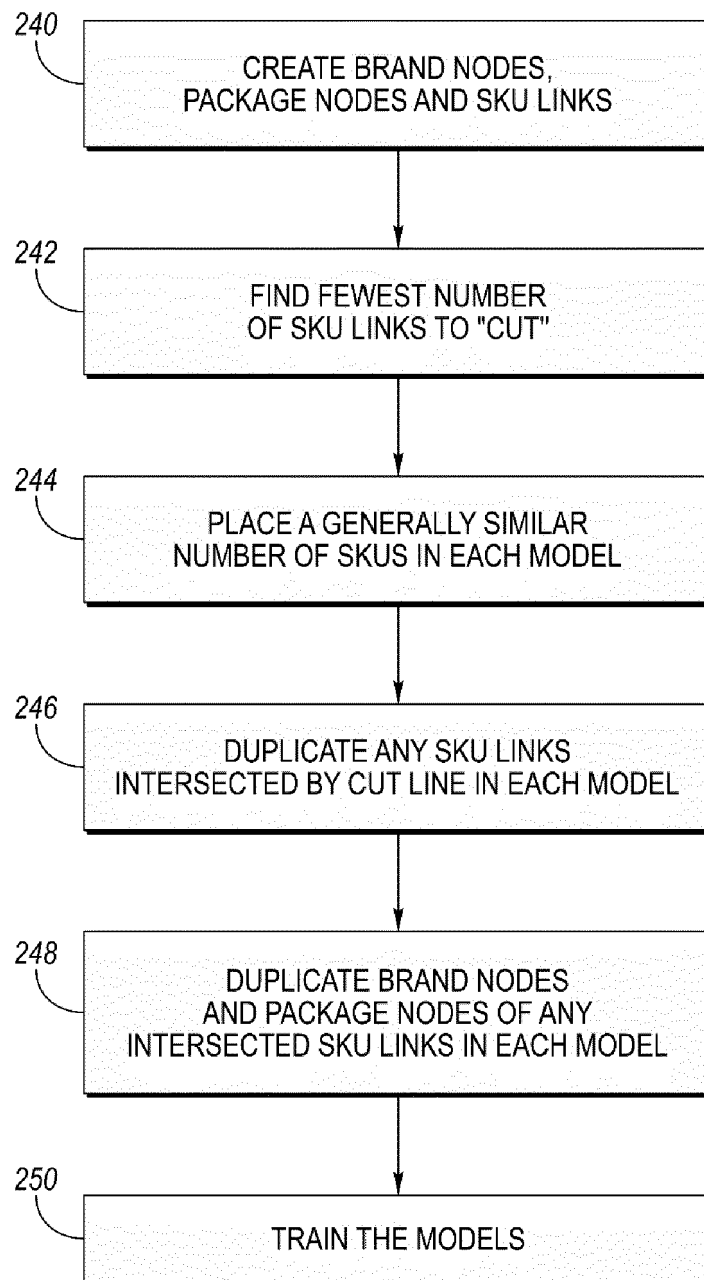 240
CREATE BRAND NODES,
PACKAGE NODES AND SKU LINKS
242
FIND FEWEST NUMBER
OF SKU LINKS TO "CUT"
244
PLACE A GENERALLY SIMILAR
NUMBER OF SKUS IN EACH MODEL
246
DUPLICATE ANY SKU LINKS
INTERSECTED BY CUT LINE IN EACH MODEL
248
DUPLICATE BRAND NODES
AND PACKAGE NODES OF ANY
INTERSECTED SKU LINKS IN EACH MODEL
250
TRAIN THE MODELS